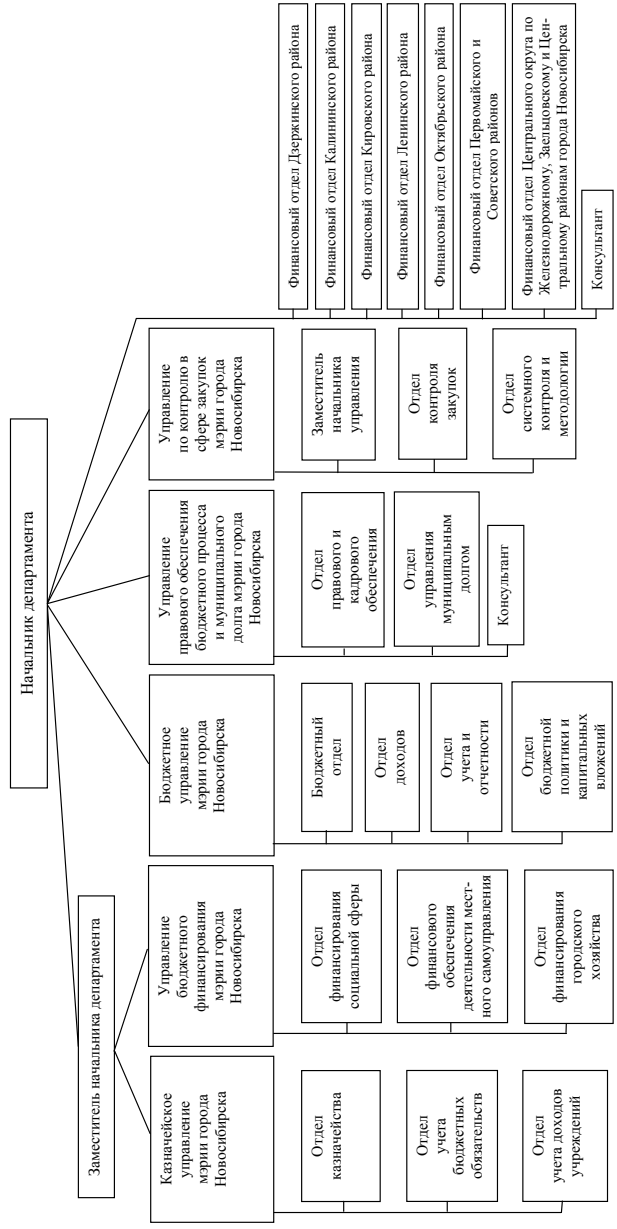 Начальник департамента
Заместитель начальника департамента
Казначейское
управление
мэрии города
Новосибирска
Управление
бюджетного
финансирования
мэрии города
Новосибирска
Бюджетное
управление
мэрии города
Новосибирска
Управление
правового обеспечения
бюджетного процесса
и муниципального
долга мэрии города
Новосибирска
Управление
по контролю в
сфере закупок
мэрии города
Новосибирска
Отдел
казначейства
Отдел
учета
бюджетных
обязательств
Отдел
учета доходов
учреждений
Отдел
финансирования
социальной сферы
Отдел
финансового
обеспечения
деятельности мест-
ного самоуправления
Отдел
финансирования
городского
хозяйства
Бюджетный
отдел
Отдел
доходов
Отдел
учета и
отчетности
Отдел
бюджетной
политики и
капитальных
вложений
Отдел
правового и
кадрового
обеспечения
Отдел
управления
муниципальным
долгом
Консультант
Заместитель
начальника
управления
Отдел
контроля
закупок
Отдел
системного
контроля и
методологии
Финансовый отдел Дзержинского района
Финансовый отдел Калининского района
Финансовый отдел Кировского района
Финансовый отдел Ленинского района
Финансовый отдел Октябрьского района
Финансовый отдел Первомайского и
Советского районов
Финансовый отдел Центрального округа по
Железнодорожному, Заельцовскому и Цен-
тральному районам города Новосибирска
Консультант